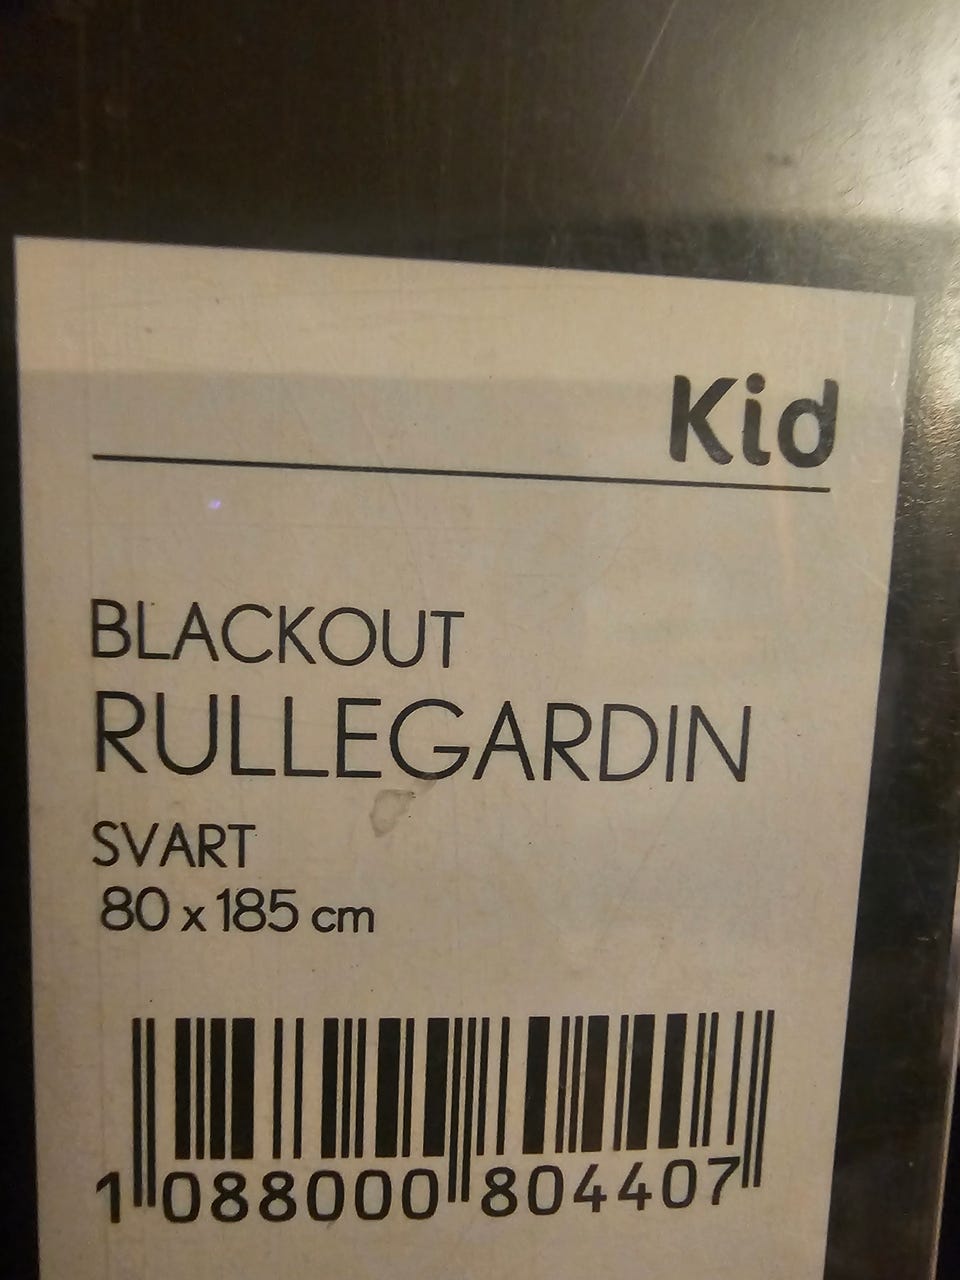 Kid
BLACKOUT
RULLEGARDIN
SVART
80 x 185 cm
1 088000 804407